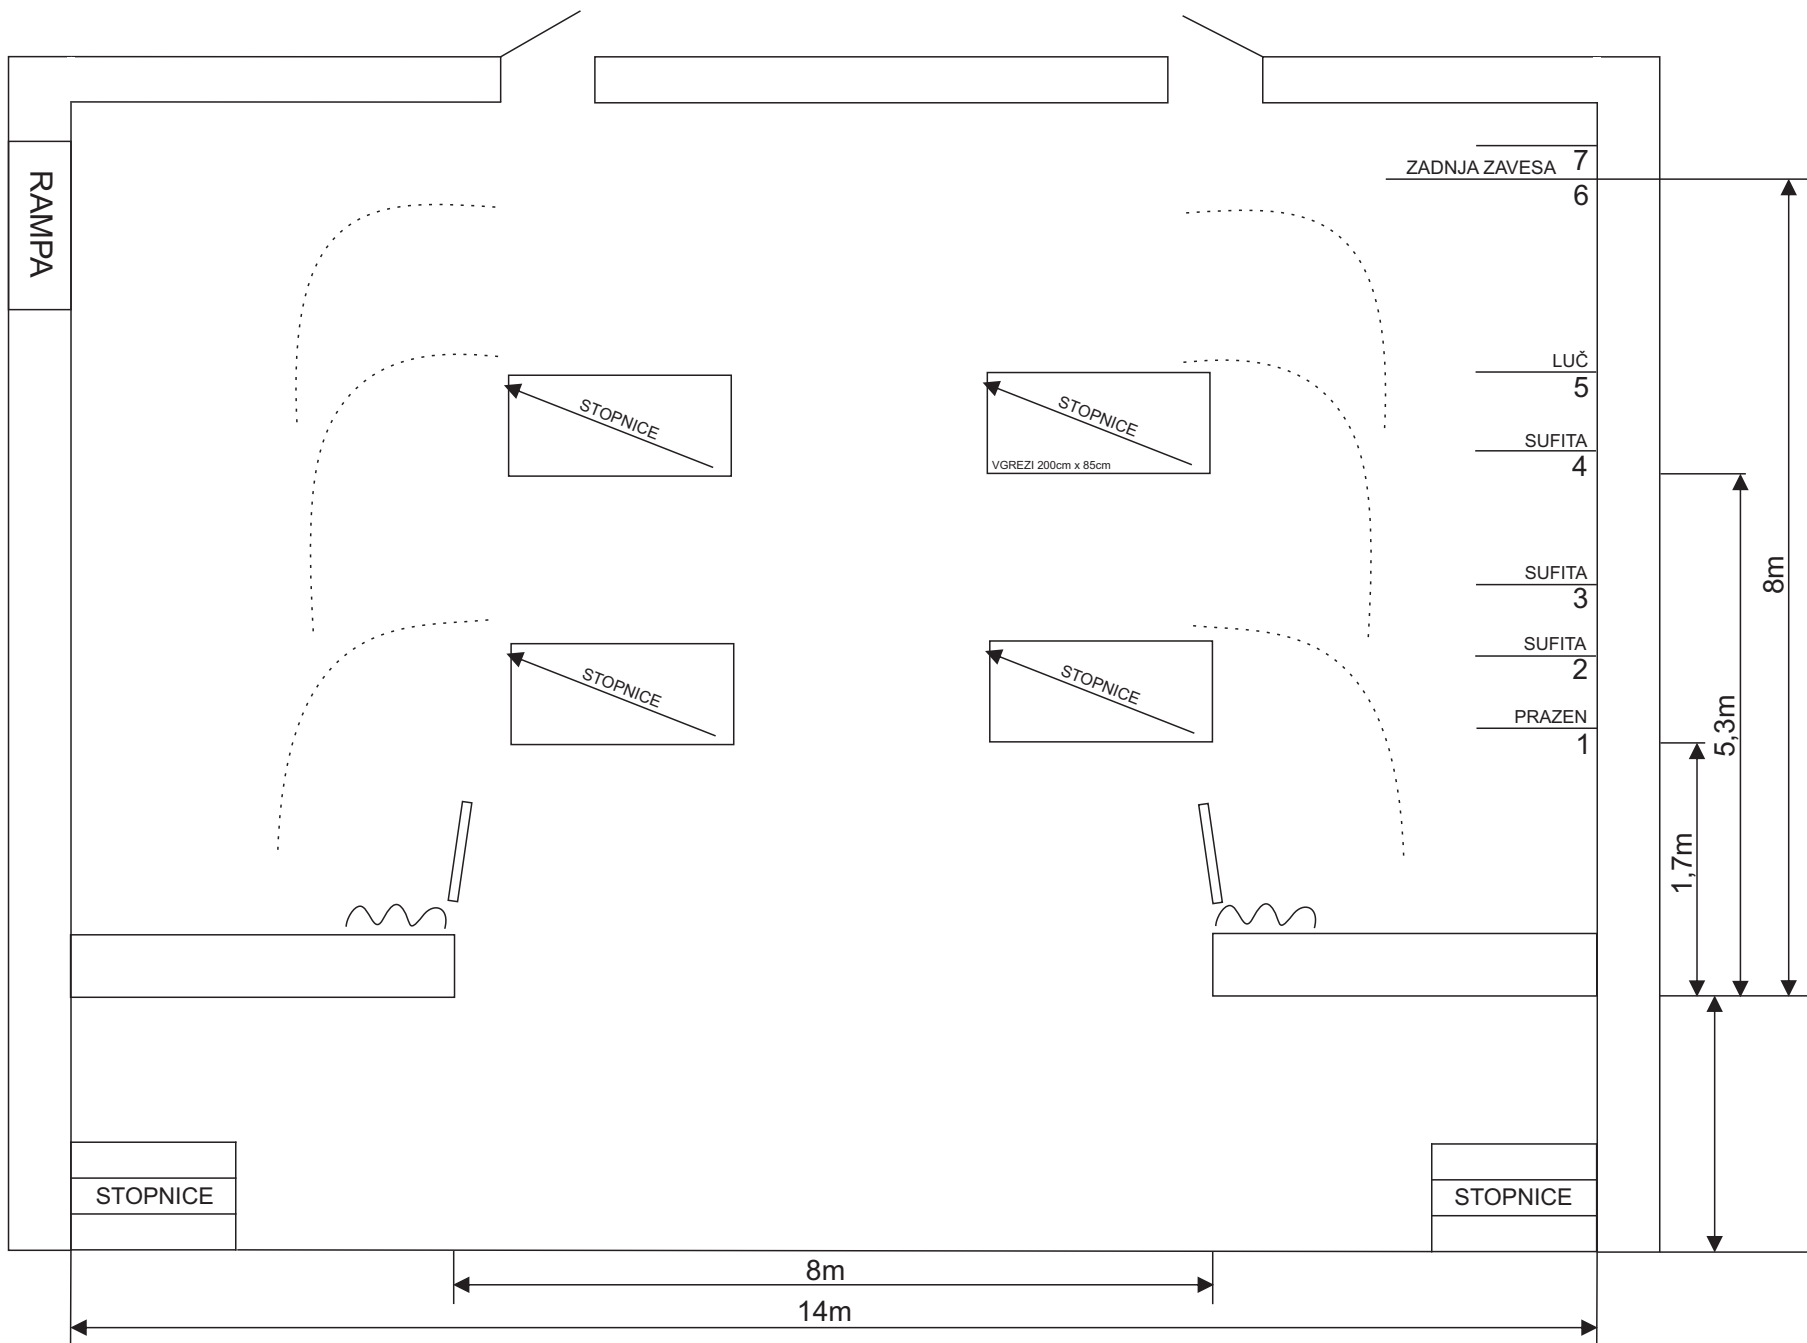 7
ZADNJA ZAVESA
6
RAMPA
LUČ
5
STOPNICE
STOPNICE
SUFITA
4
VGREZI 200cm x 85cm
SUFITA
3
8m
SUFITA
2
STOPNICE
STOPNICE
PRAZEN
1
5,3m
1,7m
STOPNICE
STOPNICE
8m
14m